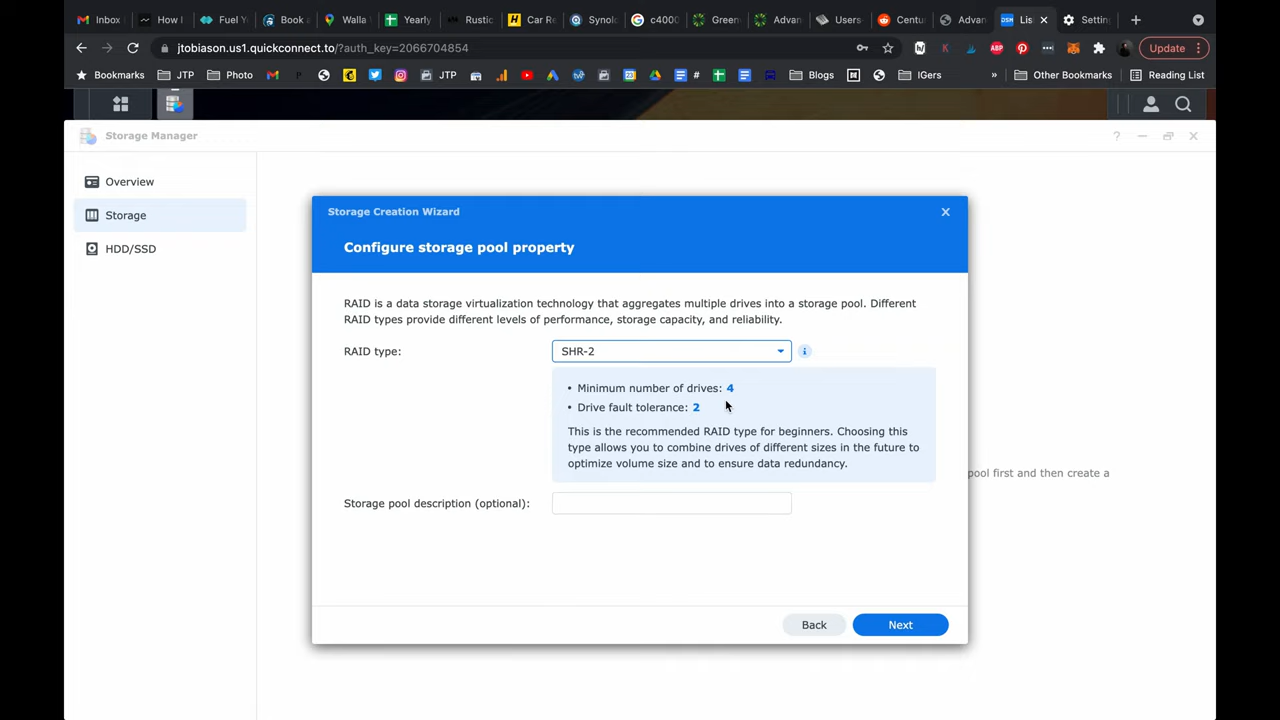 Inbox
How I
Fuel Y
Book a
Walla
Yearly
Rustic
Car Re
Synolo
c4000
Green
Advan
Users-
Centu
Advan
Lis
Settin
jtobiason.us1.quickconnect.to/?auth_key=2066704854
Update
Bookmarks
JTP
Photo
JTP
#
Blogs
IGers
»
Other Bookmarks
Reading List
Storage Manager
Overview
Storage
HDD/SSD
Storage Creation Wizard
Configure storage pool property
RAID is a data storage virtualization technology that aggregates multiple drives into a storage pool. Different
RAID types provide different levels of performance, storage capacity, and reliability.
RAID type:
SHR-2
• Minimum number of drives: 4
• Drive fault tolerance: 2
This is the recommended RAID type for beginners. Choosing this
type allows you to combine drives of different sizes in the future to
optimize volume size and to ensure data redundancy.
pool first and then create a
Storage pool description (optional):
Back
Next